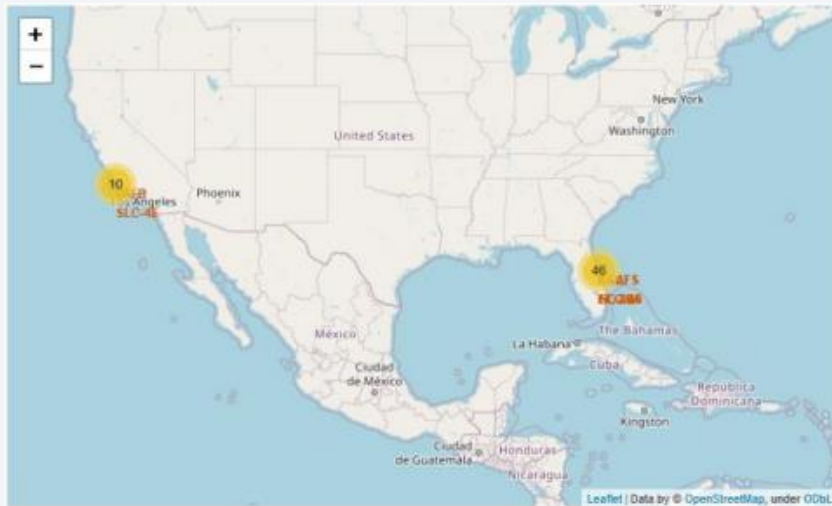 +
−
New York
Washington
United States
10
Phoenix
Angeles
SLC-4E
46
AFS
The Bahamas
La Habana
Cuba
México
Ciudad
de México
República
Dominicana
Kingston
Ciudad
de Guatemala
Honduras
Nicaragua
Leaflet | Data by © OpenStreetMap, under ODbL